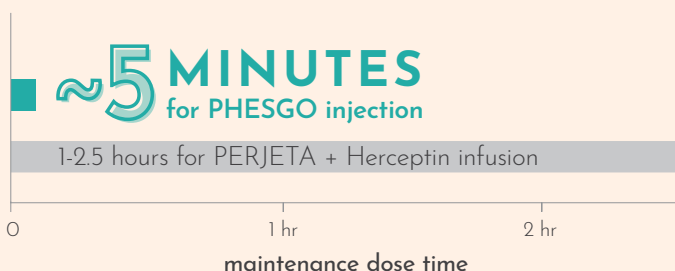 ~5 MINUTES
for PHESGO injection
1-2.5 hours for PERJETA + Herceptin infusion
0 1 hr 2 hr
maintenance dose time